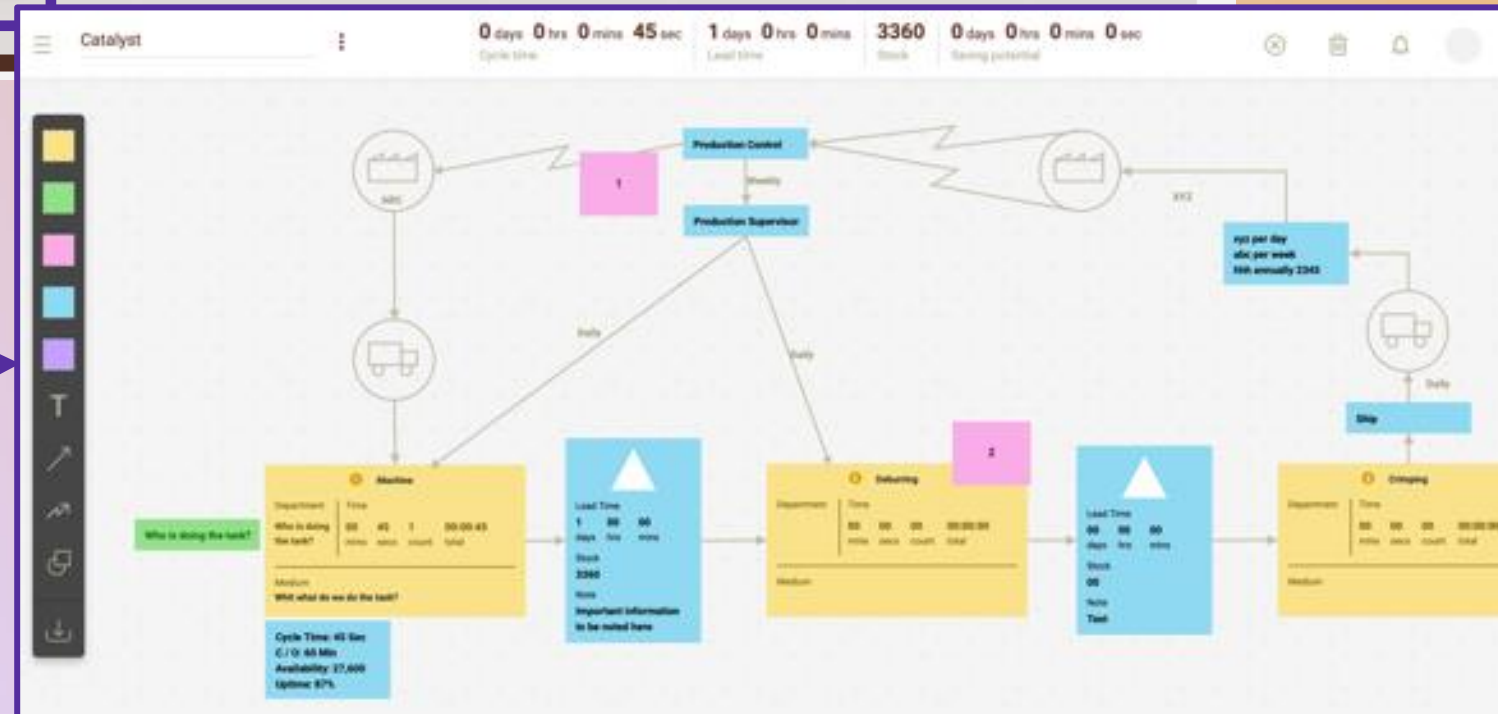 Catalyst
0 days 0 hrs 0 mins 45 sec
Cycle time
1 days 0 hrs 0 mins
Lead time
3360
Stock
0 days 0 hrs 0 mins 0 sec
Saving potential
Production Control
1
Weekly
ABC
XYZ
Production Supervisor
xyz per day
abc per week
Nth annually 2343
Daily
Daily
Daily
Ship
2
Machine
Department
Time
Who is doing the task?
Who is doing
the task?
00 45 1 00:00:45
mins secs count total
Medium
Whit what do we do the task?
Cycle Time: 45 Sec
C / O: 60 Min
Availability: 27,600
Uptime: 87%
Lead Time
1 00 00
days hrs mins
Stock
3360
Note
Important information
to be noted here
Deburring
Department
Time
00 00 00 00:00:00
mins secs count total
Medium
Lead Time
00 00 00
days hrs mins
Stock
00
Note
Text
Crimping
Department
Time
00 00 00 00:00:00
mins secs count total
Medium
T